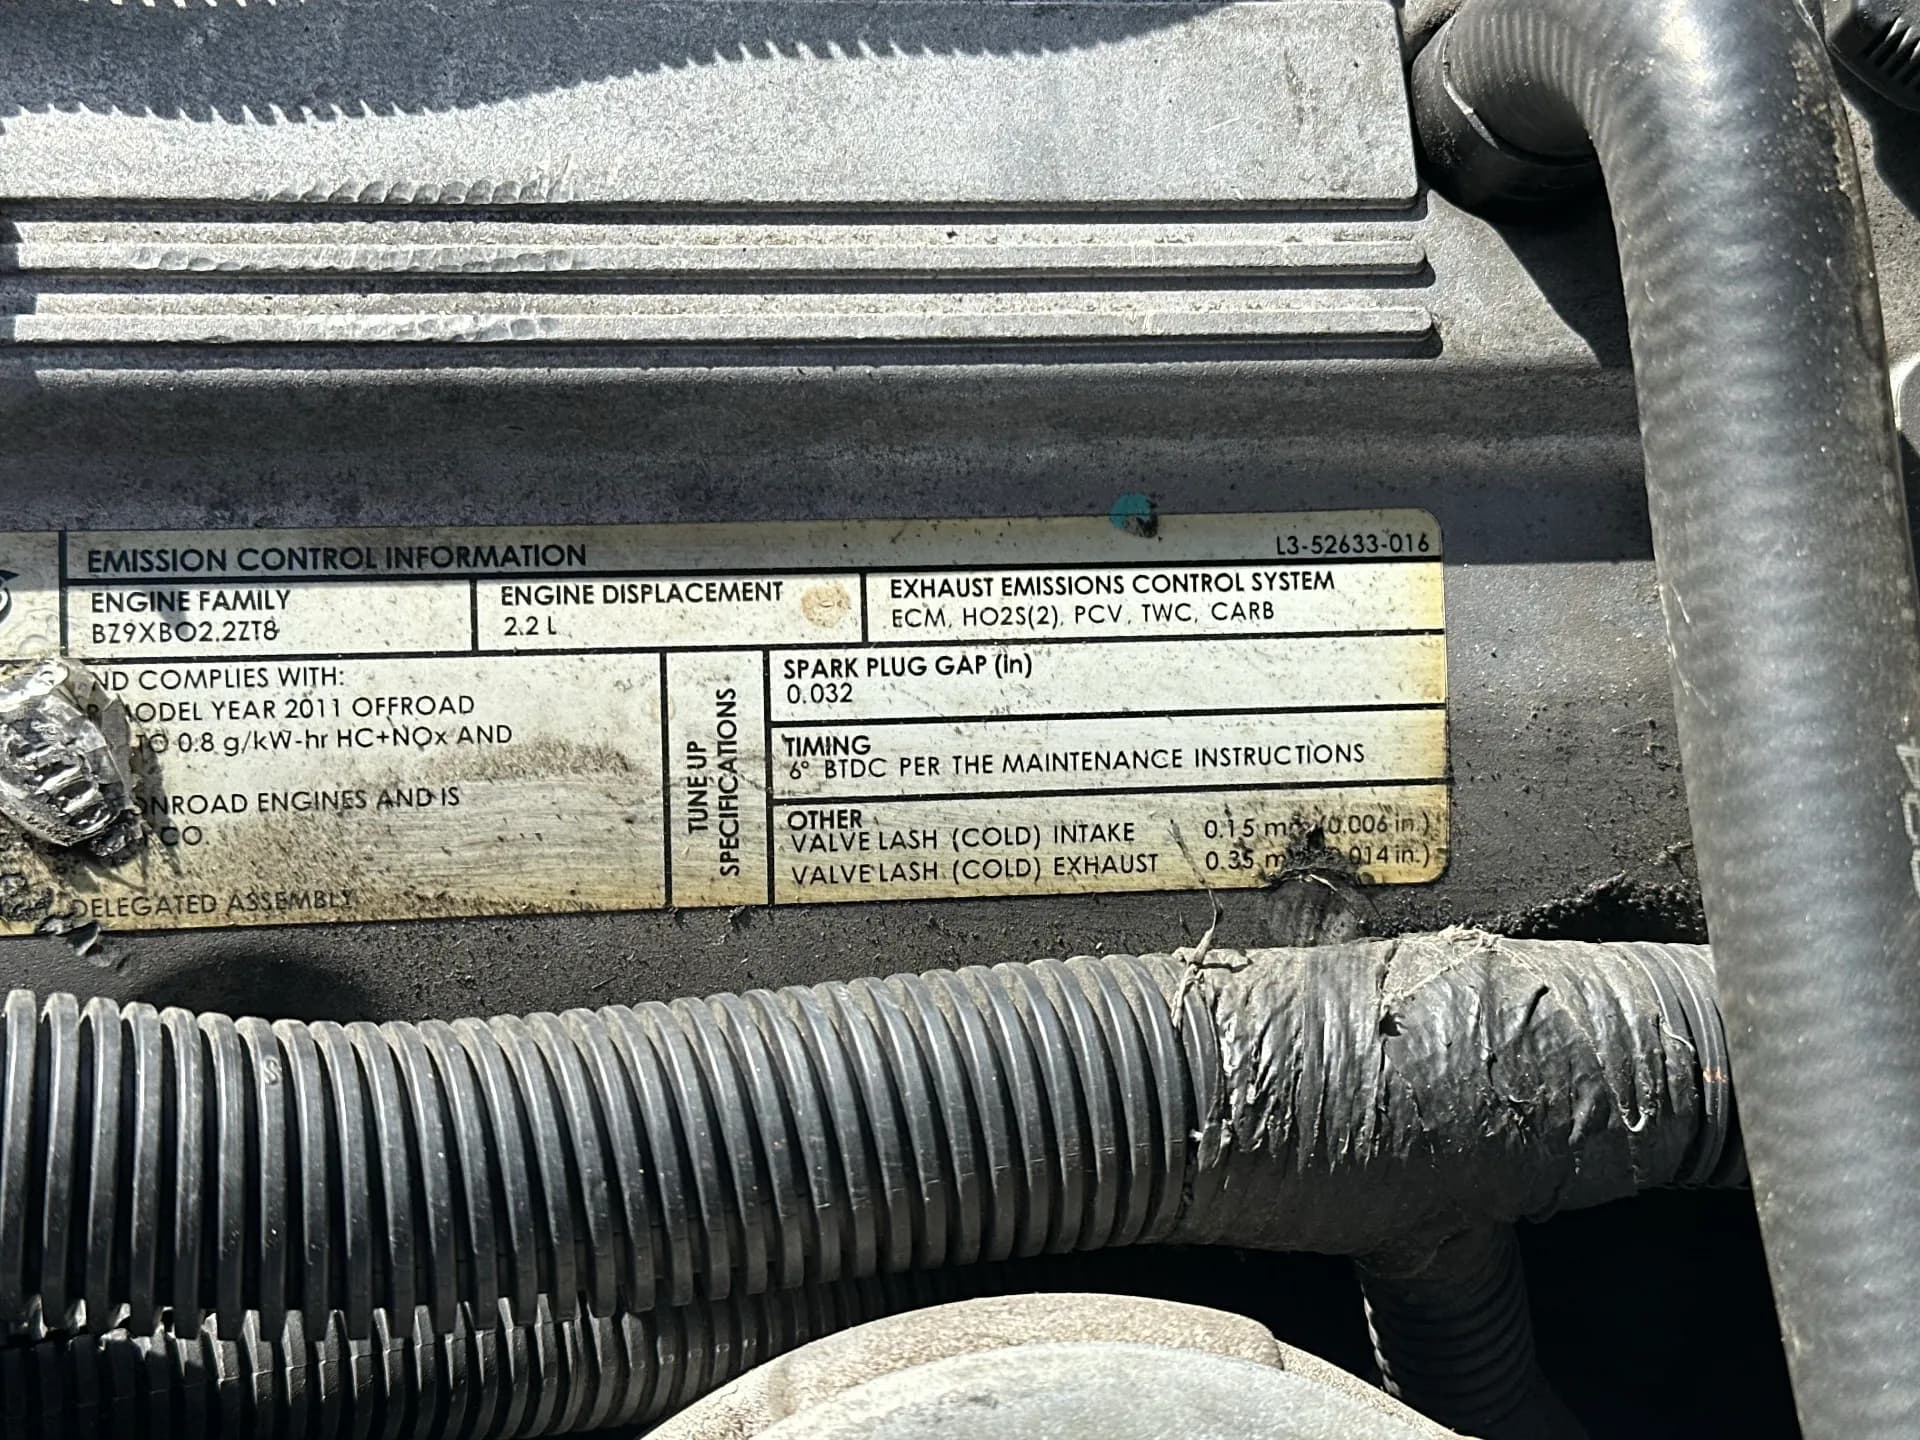 EMISSION CONTROL INFORMATION
L3-52633-016
ENGINE FAMILY
BZ9XBO2.2ZT8
ENGINE DISPLACEMENT
2.2 L
EXHAUST EMISSIONS CONTROL SYSTEM
ECM, HO2S(2), PCV, TWC, CARB
COMPLIES WITH:
YEAR 2011 OFFROAD
TO 0.8 g/kW-hr HC+NOx AND
ENGINES AND IS
CO.
DELEGATED ASSEMBLY
TUNE UP
SPECIFICATIONS
SPARK PLUG GAP (in)
0.032
TIMING
6° BTDC PER THE MAINTENANCE INSTRUCTIONS
OTHER
VALVE LASH (COLD) INTAKE 0.15 (0.006 in.)
VALVE LASH (COLD) EXHAUST 0.35 in.)